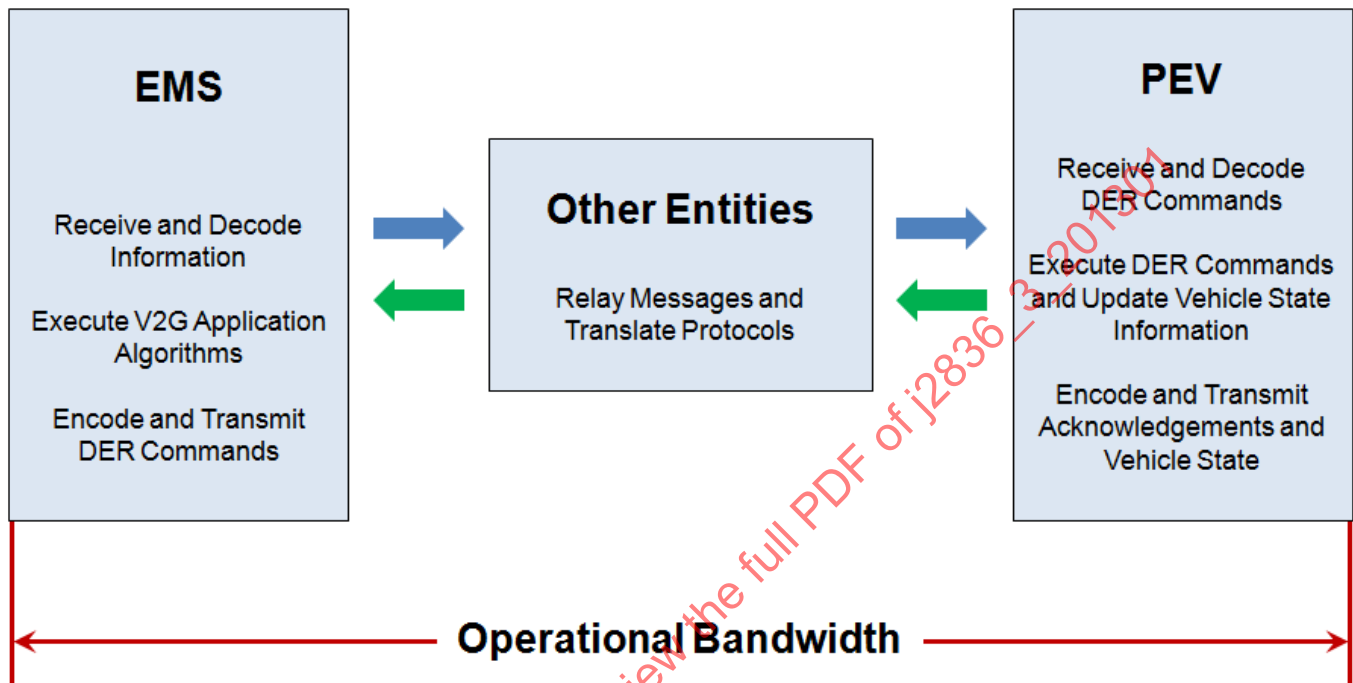 EMS
Receive and Decode
Information
Execute V2G Application
Algorithms
Encode and Transmit
DER Commands
Other Entities
Relay Messages and
Translate Protocols
PEV
Receive and Decode
DER Commands
Execute DER Commands
and Update Vehicle State
Information
Encode and Transmit
Acknowledgements and
Vehicle State
Operational Bandwidth
view the full PDF of j2836_3_201301